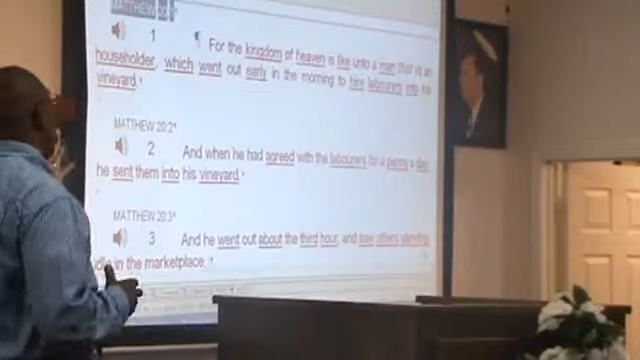 MATTHEW 20:1
1 ¶ For the kingdom of heaven is like unto a man that is an
householder, which went out early in the morning to hire labourers into his
vineyard.
MATTHEW 20:2
2 And when he had agreed with the labourers for a penny a day,
he sent them into his vineyard.
MATTHEW 20:3
3 And he went out about the third hour, and saw others standing
idle in the marketplace,